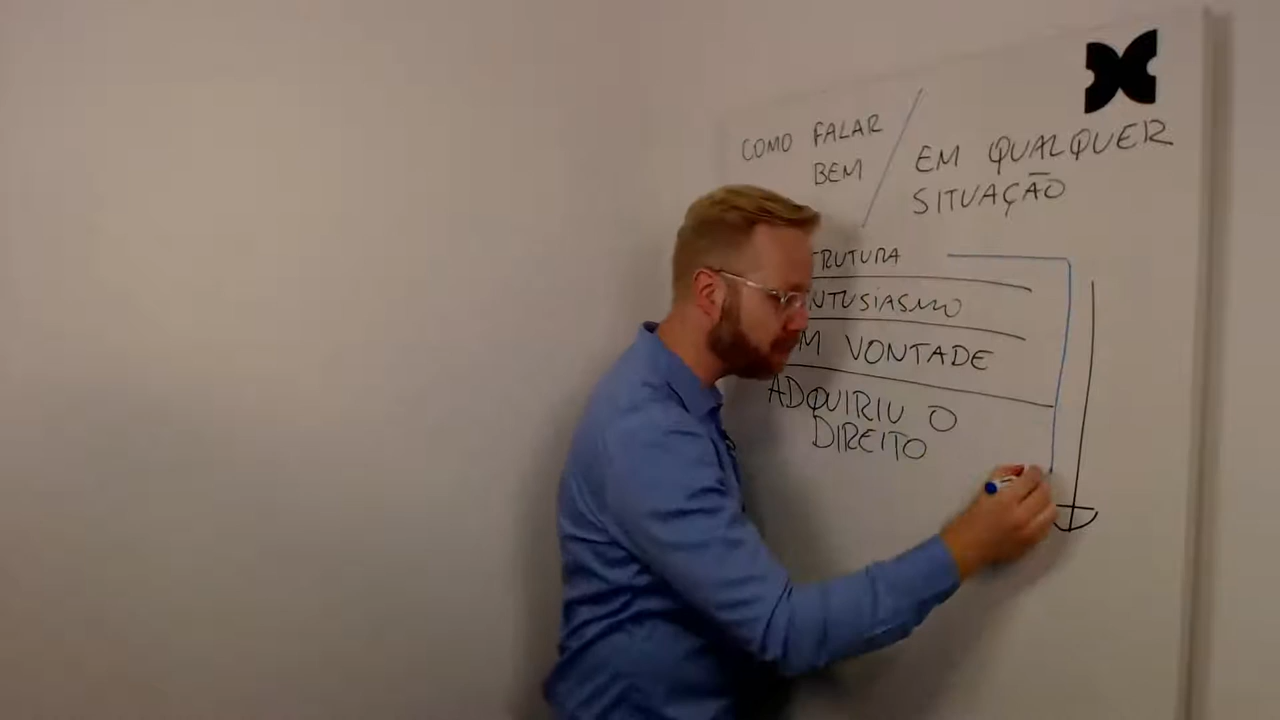 COMO FALAR
BEM
EM QUALQUER
SITUAÇÃO
TRUTURA
NTUSIASMO
M VONTADE
ADQUIRIU O
DIREITO